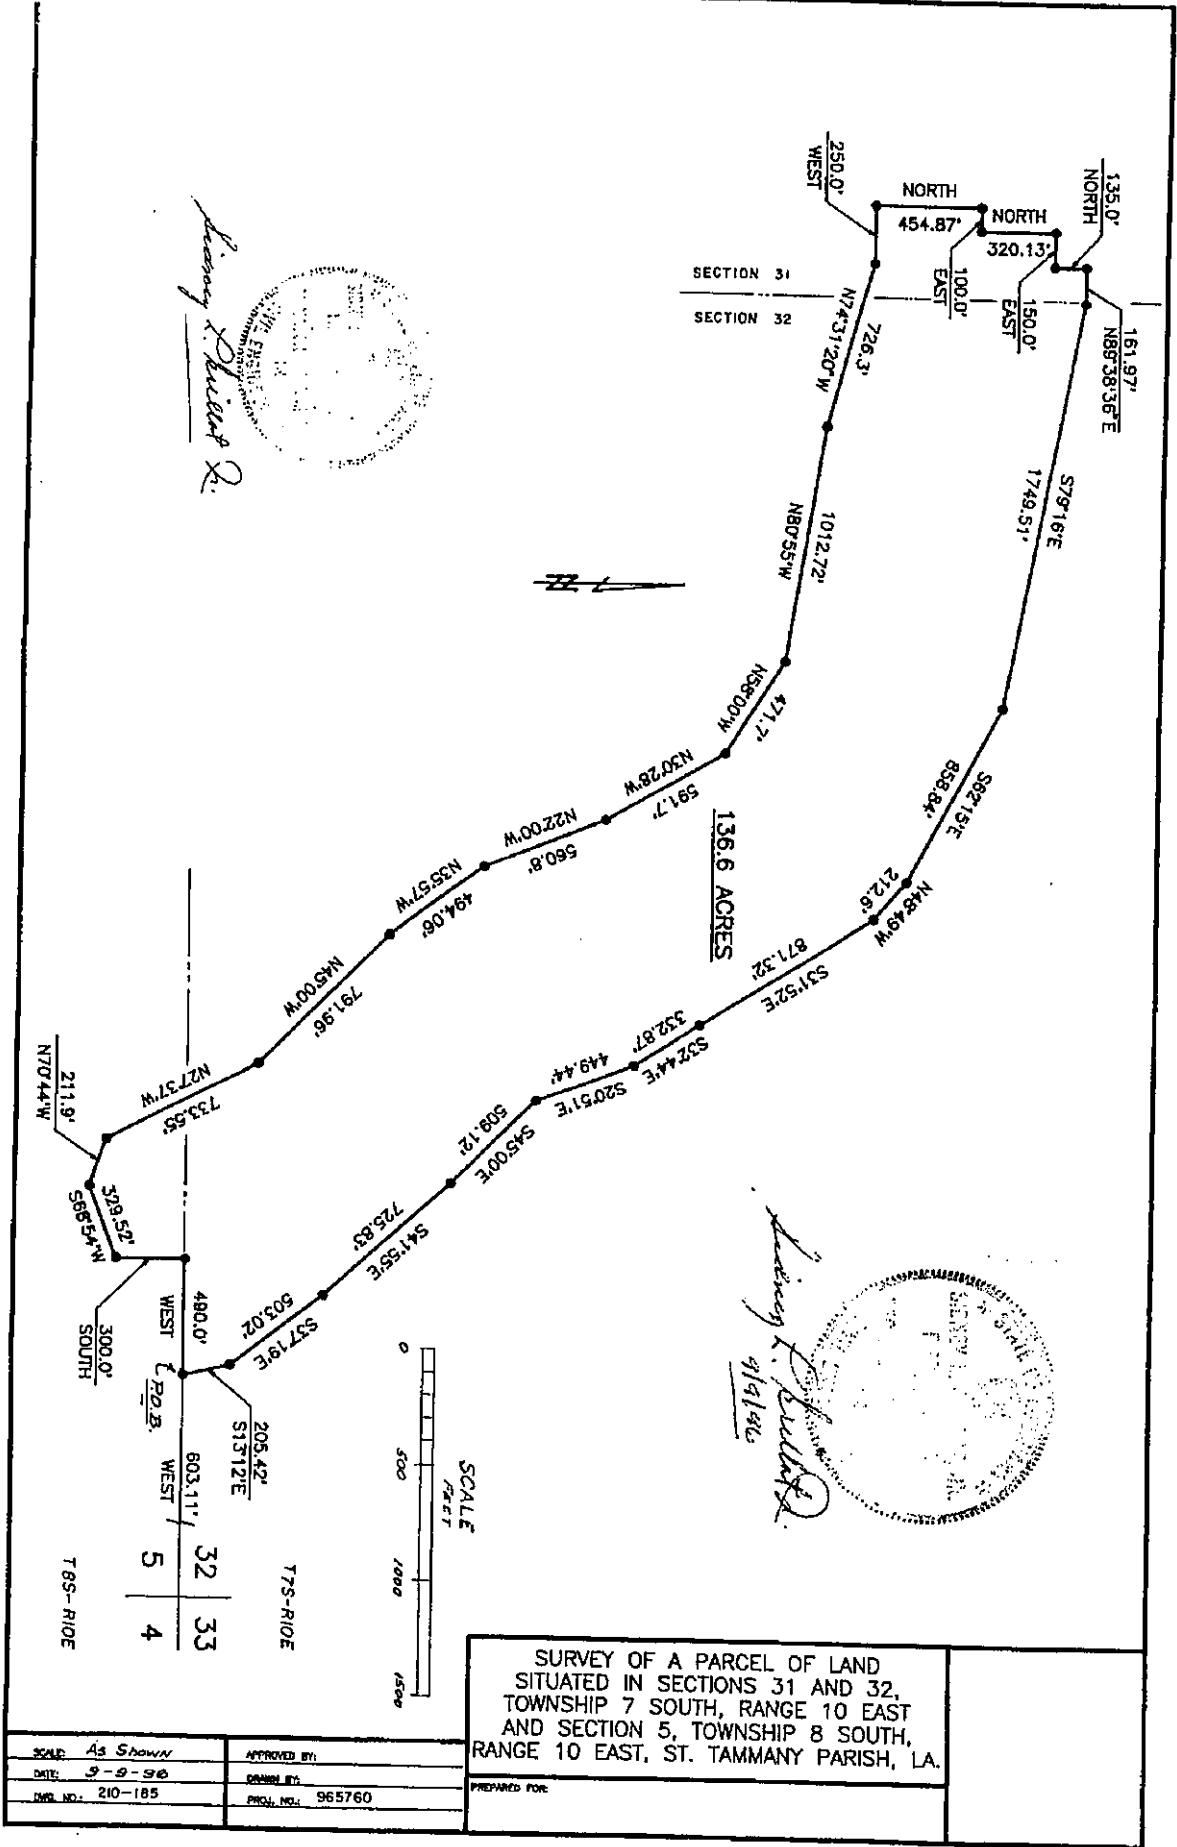 135.0'
NORTH
161.97'
N89°38'36"E
250.0'
WEST
NORTH
454.87'
NORTH
320.13'
100.0'
EAST
150.0'
EAST
SECTION 31
SECTION 32
N74°31'20"W
726.3'
S79°16'E
1749.51'
1012.72'
N80°55'W
N58°00'W
471.7'
S62°15'E
858.84'
N48°49'W
212.6'
N30°28'W
591.7'
136.6 ACRES
S31°52'E
871.32'
N22°00'W
560.8'
S32°44'E
332.87'
N35°57'W
494.06'
S20°51'E
449.44'
N45°00'W
791.96'
S45°00'E
509.12'
N27°37'W
733.55'
S41°55'E
725.83'
211.9'
N70°44'W
S37°19'E
503.02'
329.52'
S68°54'W
300.0'
SOUTH
490.0'
WEST
P.O.B.
205.42'
S13°12'E
603.11'
WEST
32 33
5 4
T7S-R10E
T8S-R10E
SCALE
FEET
0 500 1000 1500
9/9/96
SURVEY OF A PARCEL OF LAND
SITUATED IN SECTIONS 31 AND 32,
TOWNSHIP 7 SOUTH, RANGE 10 EAST
AND SECTION 5, TOWNSHIP 8 SOUTH,
RANGE 10 EAST, ST. TAMMANY PARISH, LA.
PREPARED FOR:
SCALE: As Shown
DATE: 9-9-96
DWG. NO.: 210-185
APPROVED BY:
DRAWN BY:
PROJ. NO.: 965760